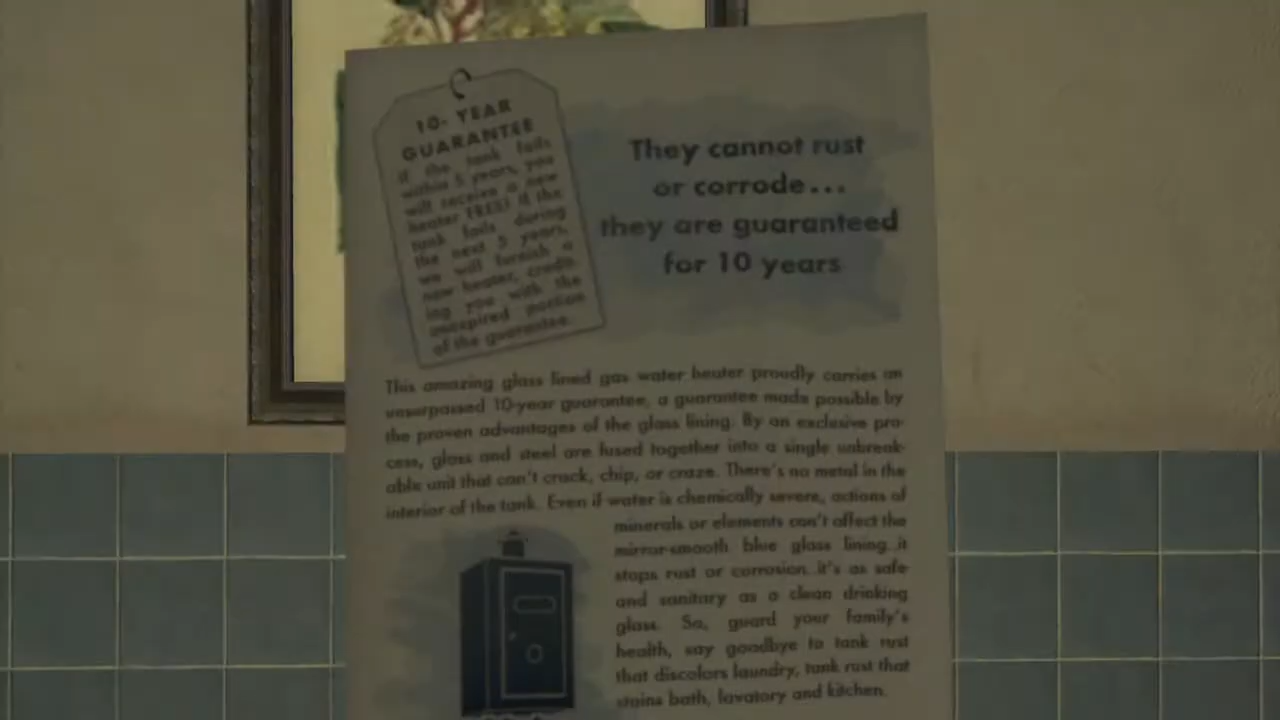 10- YEAR
GUARANTEE
if the tank fails
within 5 years, you
will receive a new
heater FREE! If the
tank fails during
the next 5 years,
we will furnish a
new heater, credit-
ing you with the
unexpired portion
of the guarantee.
They cannot rust
or corrode...
they are guaranteed
for 10 years
This amazing glass lined gas water heater proudly carries an
unsurpassed 10-year guarantee, a guarantee made possible by
the proven advantages of the glass lining. By an exclusive pro-
cess, glass and steel are fused together into a single unbreak-
able unit that can't crack, chip, or craze. There's no metal in the
interior of the tank. Even if water is chemically severe, actions of
minerals or elements can't affect the
mirror-smooth blue glass lining..it
stops rust or corrosion..it's as safe
and sanitary as a clean drinking
glass. So, guard your family's
health, say goodbye to tank rust
that discolors laundry, tank rust that
stains bath, lavatory and kitchen.